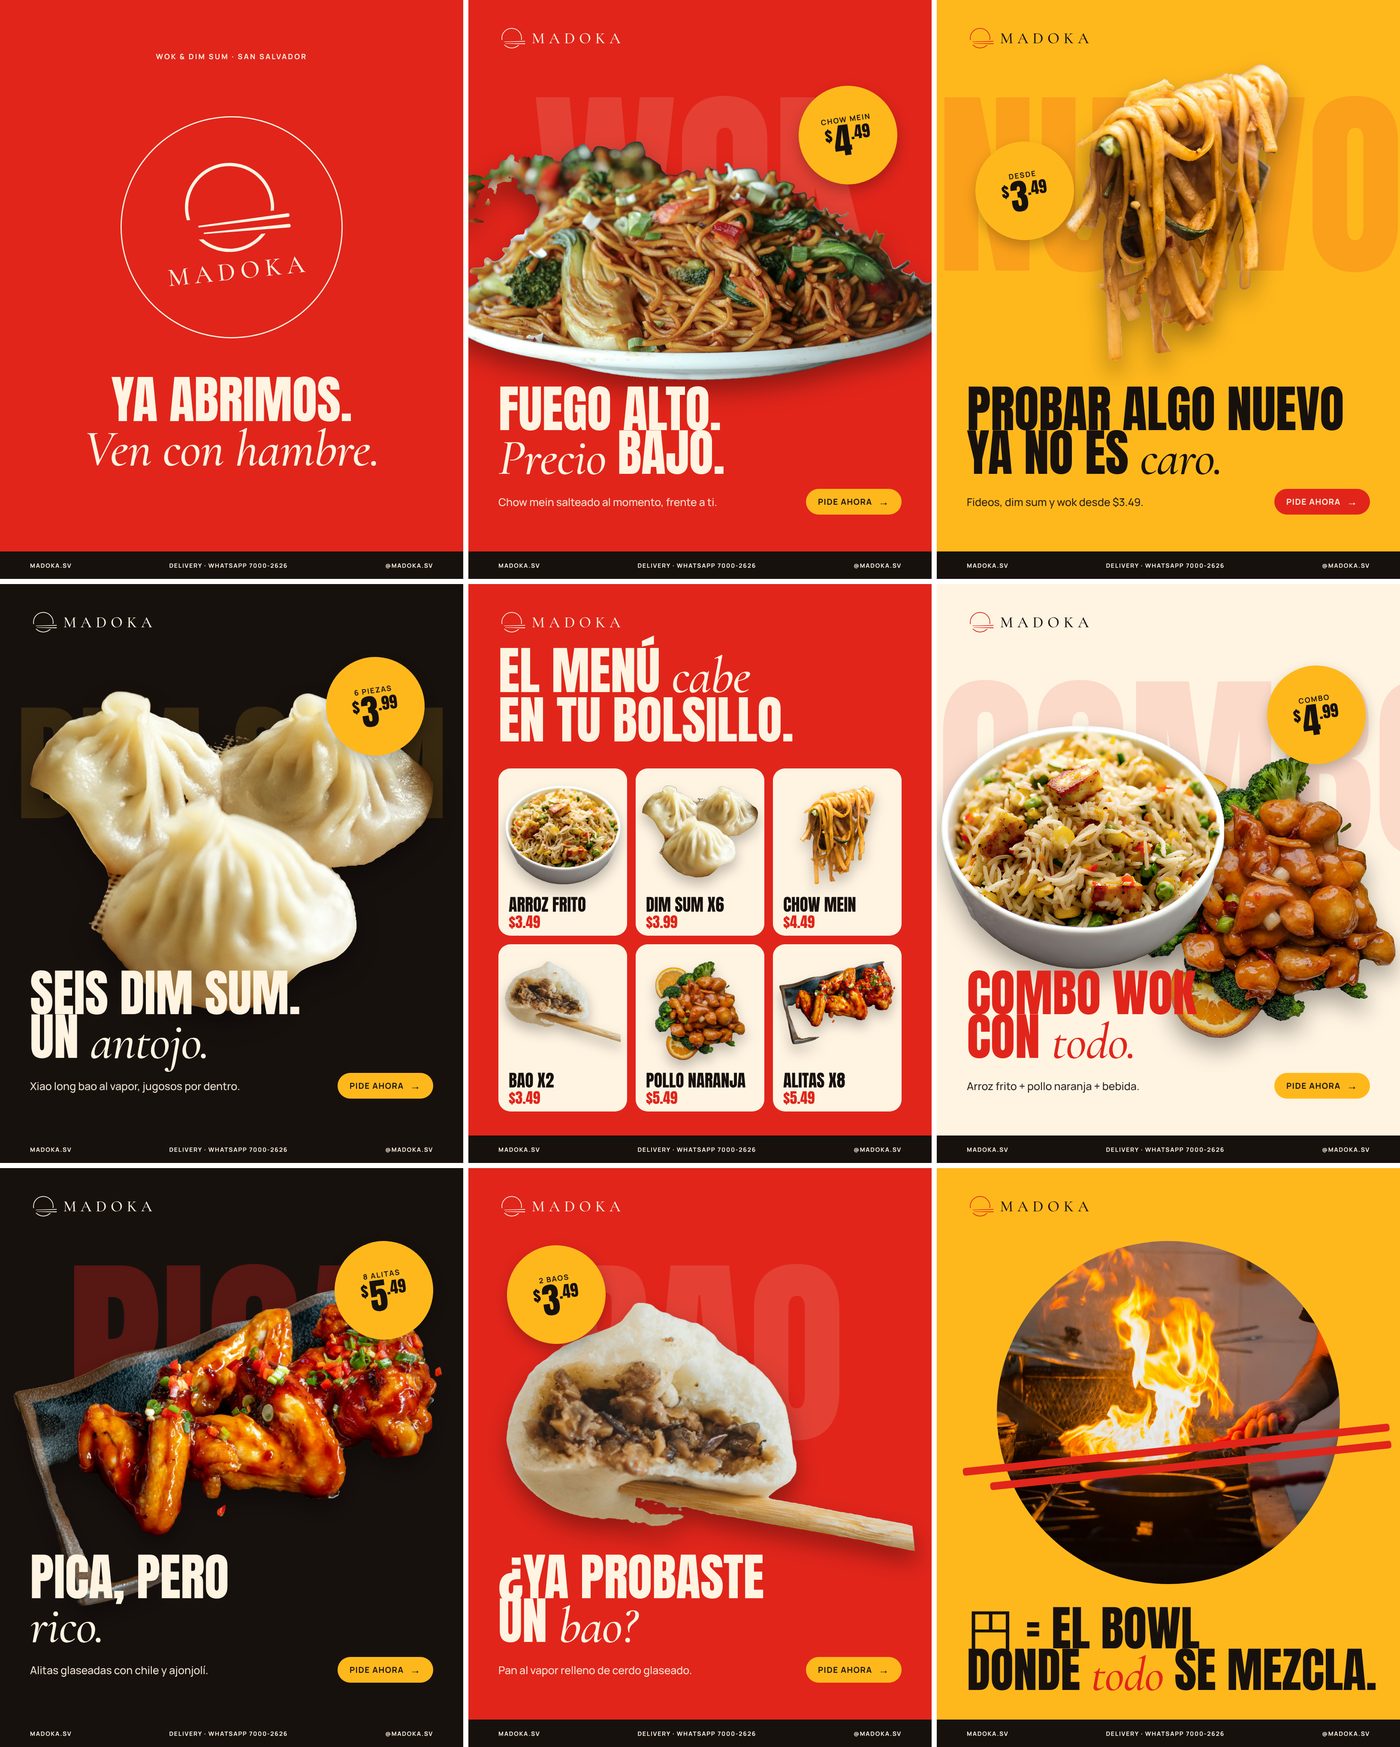 WOK & DIM SUM · SAN SALVADOR
MADOKA
YA ABRIMOS.
Ven con hambre.
MADOKA.SV
DELIVERY · WHATSAPP 7000-2626
@MADOKA.SV
MADOKA
WOK
CHOW MEIN
$4.49
FUEGO ALTO.
Precio BAJO.
Chow mein salteado al momento, frente a ti.
PIDE AHORA →
MADOKA.SV
DELIVERY · WHATSAPP 7000-2626
@MADOKA.SV
MADOKA
NUEVO
DESDE
$3.49
PROBAR ALGO NUEVO
YA NO ES caro.
Fideos, dim sum y wok desde $3.49.
PIDE AHORA →
MADOKA.SV
DELIVERY · WHATSAPP 7000-2626
@MADOKA.SV
MADOKA
DIM SUM
6 PIEZAS
$3.99
SEIS DIM SUM.
UN antojo.
Xiao long bao al vapor, jugosos por dentro.
PIDE AHORA →
MADOKA.SV
DELIVERY · WHATSAPP 7000-2626
@MADOKA.SV
MADOKA
EL MENÚ cabe
EN TU BOLSILLO.
ARROZ FRITO
$3.49
DIM SUM X6
$3.99
CHOW MEIN
$4.49
BAO X2
$3.49
POLLO NARANJA
$5.49
ALITAS X8
$5.49
MADOKA.SV
DELIVERY · WHATSAPP 7000-2626
@MADOKA.SV
MADOKA
COMBO
COMBO
$4.99
COMBO WOK
CON todo.
Arroz frito + pollo naranja + bebida.
PIDE AHORA →
MADOKA.SV
DELIVERY · WHATSAPP 7000-2626
@MADOKA.SV
MADOKA
PICA
8 ALITAS
$5.49
PICA, PERO
rico.
Alitas glaseadas con chile y ajonjolí.
PIDE AHORA →
MADOKA.SV
DELIVERY · WHATSAPP 7000-2626
@MADOKA.SV
MADOKA
BAO
2 BAOS
$3.49
¿YA PROBASTE
UN bao?
Pan al vapor relleno de cerdo glaseado.
PIDE AHORA →
MADOKA.SV
DELIVERY · WHATSAPP 7000-2626
@MADOKA.SV
MADOKA
= EL BOWL
DONDE todo SE MEZCLA.
MADOKA.SV
DELIVERY · WHATSAPP 7000-2626
@MADOKA.SV